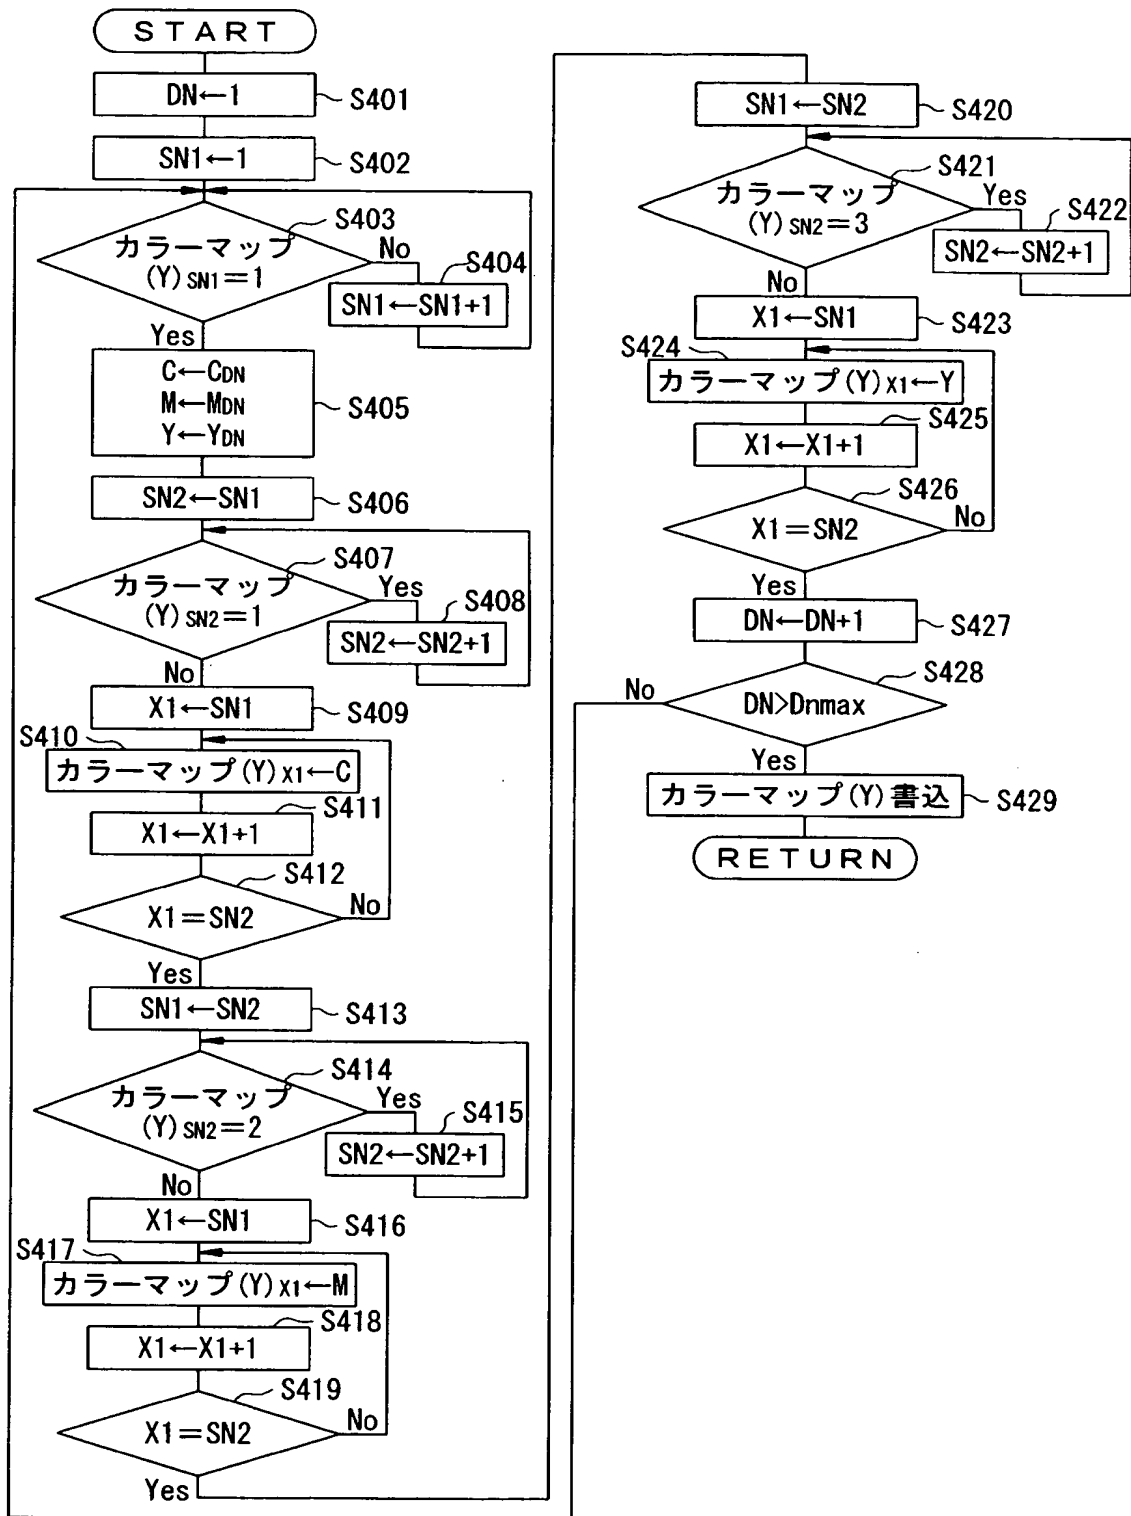 START
DN←1
S401
SN1←1
S402
S403
カラーマップ
(Y) SN1=1
No
S404
SN1←SN1+1
Yes
C←CDN
M←MDN
Y←YDN
S405
SN2←SN1
S406
S407
カラーマップ
(Y) SN2=1
Yes
S408
SN2←SN2+1
No
X1←SN1
S409
S410
カラーマップ(Y) X1←C
S411
X1←X1+1
S412
X1=SN2
No
Yes
SN1←SN2
S413
S414
カラーマップ
(Y) SN2=2
Yes
S415
SN2←SN2+1
No
X1←SN1
S416
S417
カラーマップ(Y) X1←M
S418
X1←X1+1
S419
X1=SN2
No
Yes
SN1←SN2
S420
S421
カラーマップ
(Y) SN2=3
Yes
S422
SN2←SN2+1
No
X1←SN1
S423
S424
カラーマップ(Y) X1←Y
S425
X1←X1+1
S426
X1=SN2
No
Yes
DN←DN+1
S427
S428
DN>Dnmax
No
Yes
カラーマップ(Y)書込
S429
RETURN